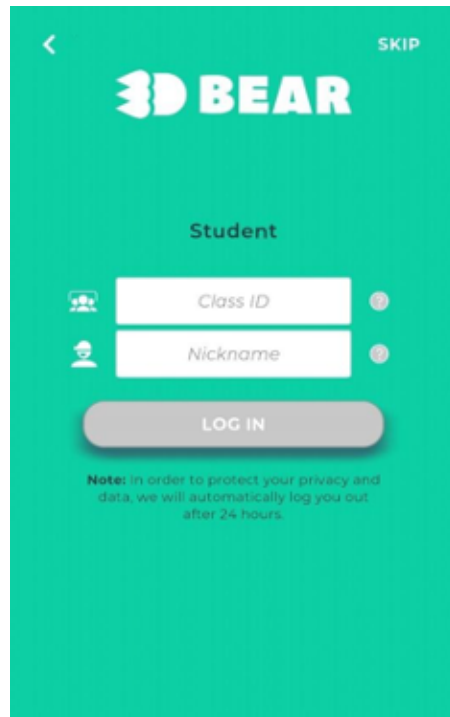 SKIP
3D BEAR
Student
Class ID
?
Nickname
?
LOG IN
Note: In order to protect your privacy and
data, we will automatically log you out
after 24 hours.